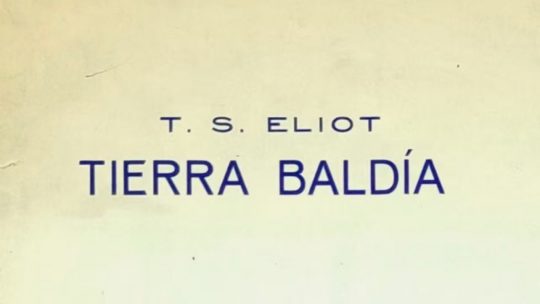 T. S. ELIOT
TIERRA BALDÍA